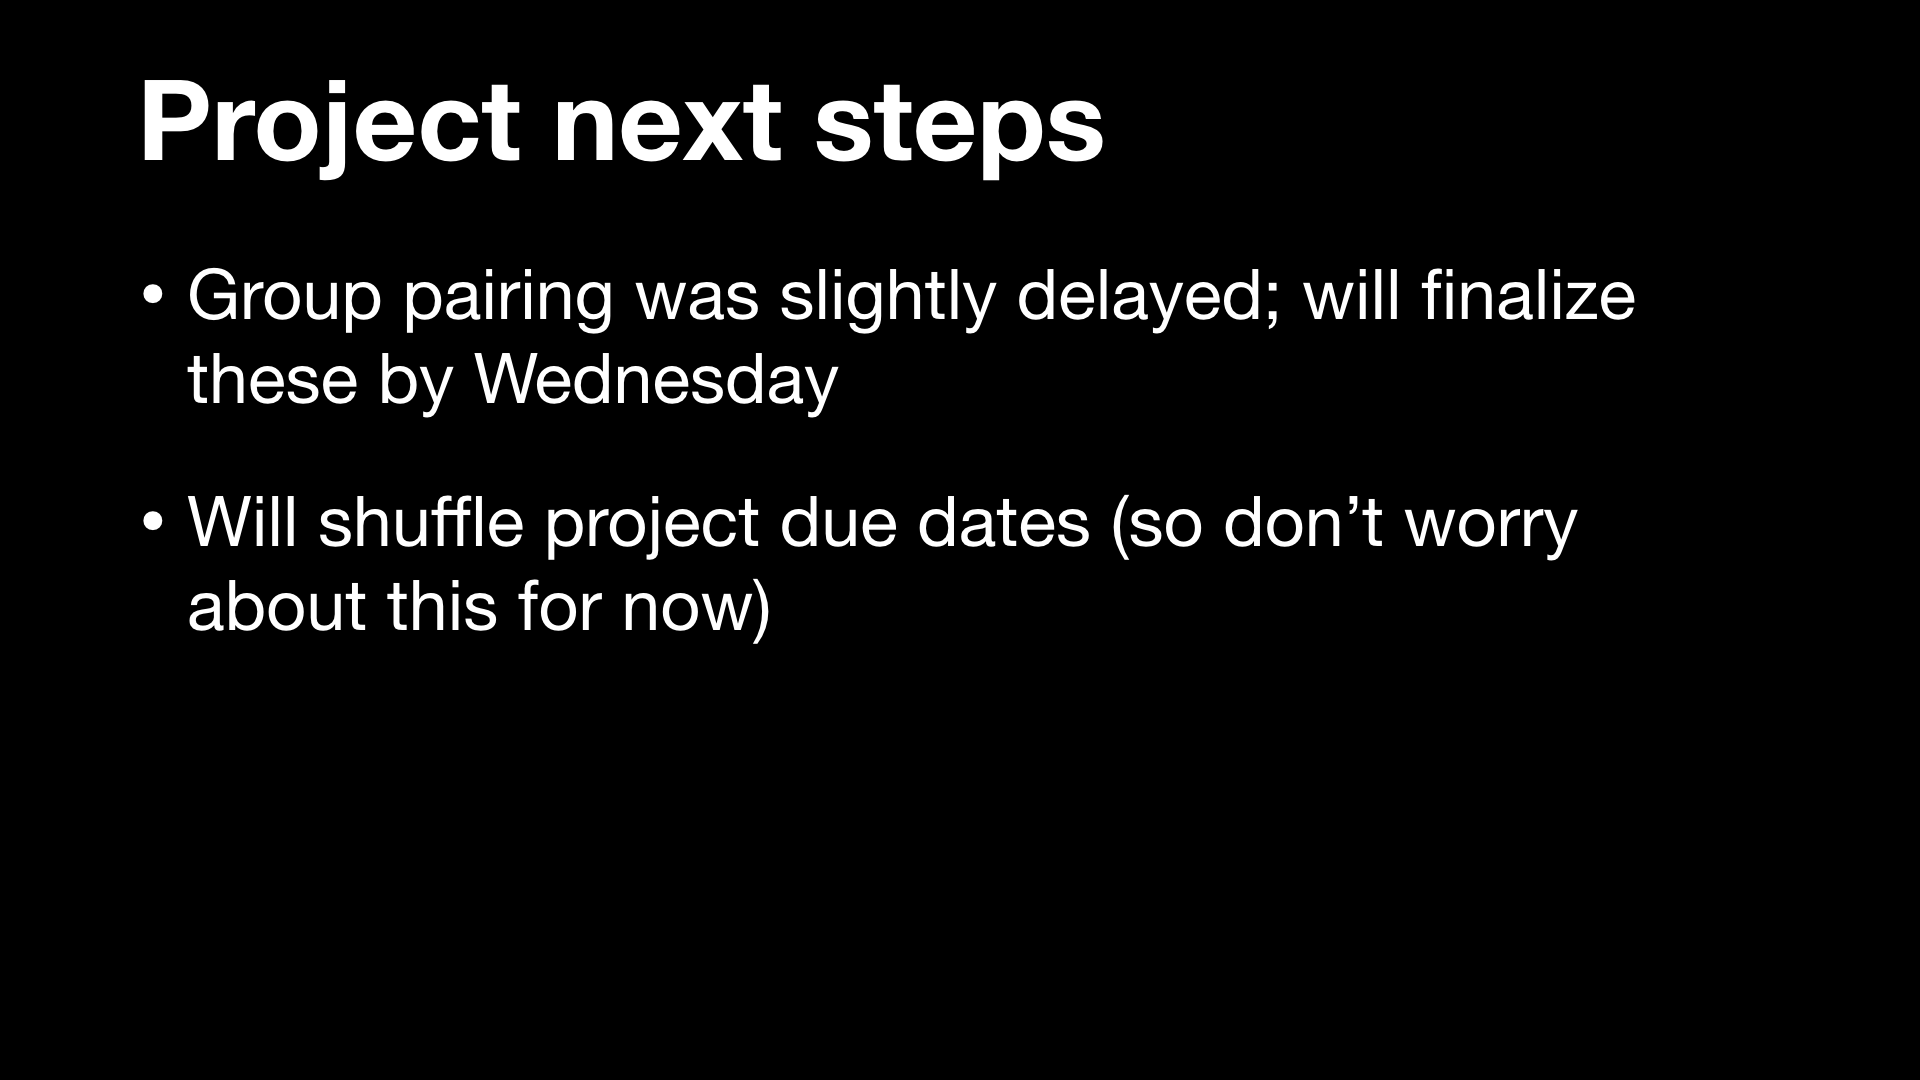 Project next steps
• Group pairing was slightly delayed; will finalize
these by Wednesday
• Will shuffle project due dates (so don’t worry
about this for now)